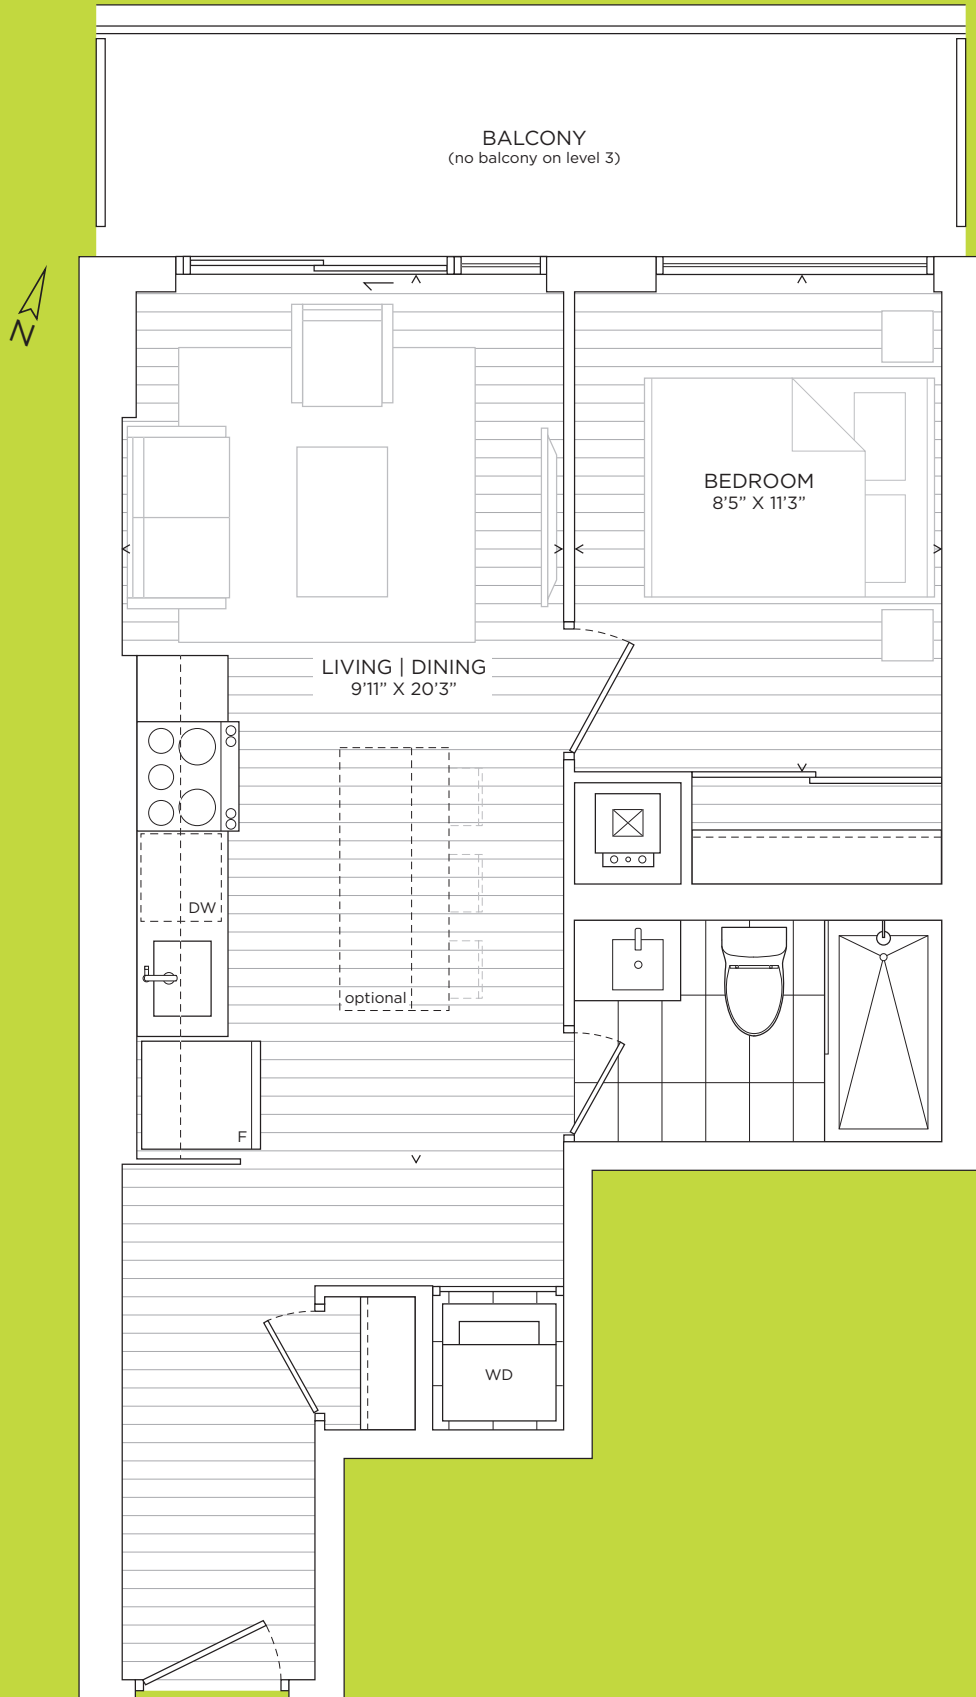 BALCONY
(no balcony on level 3)
N
BEDROOM
8’5” X 11’3”
LIVING | DINING
9’11” X 20’3”
DW
optional
F
WD